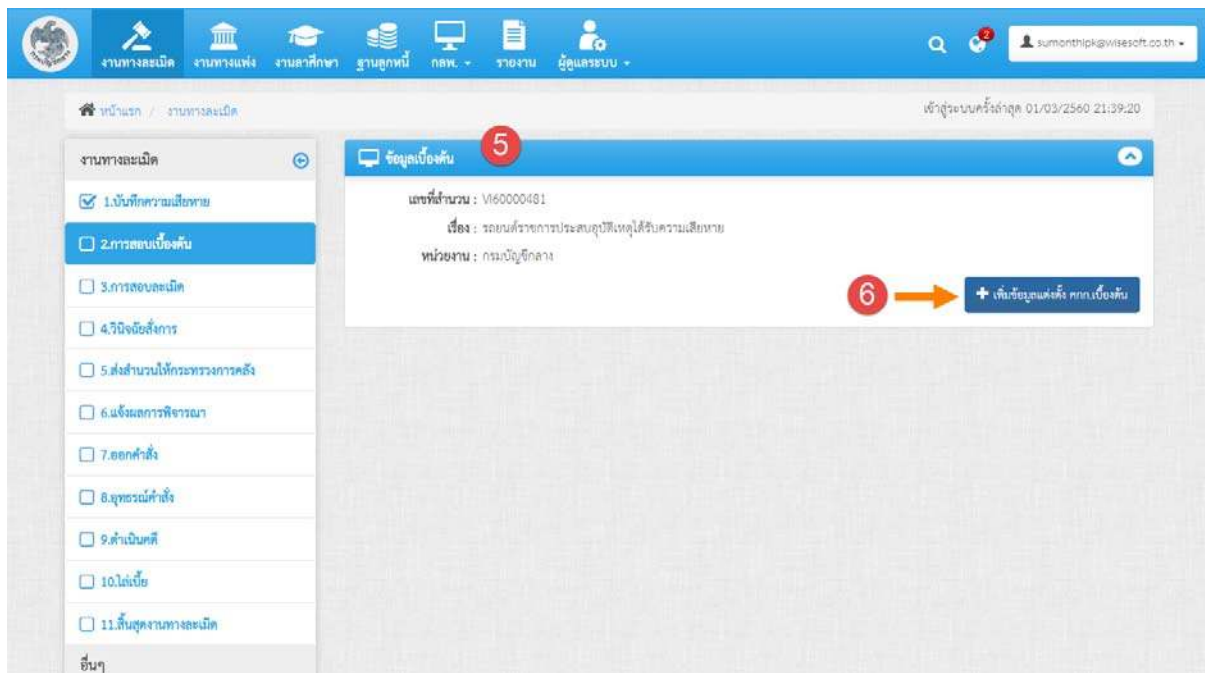 งานทางละเมิด งานทางแพ่ง งานลาศึกษา ฐานลูกหนี้ กลพ. รายงาน ผู้ดูแลระบบ sumonthipk@wisesoft.co.th
หน้าแรก / งานทางละเมิด เข้าสู่ระบบครั้งล่าสุด 01/03/2560 21:39:20
งานทางละเมิด
1.บันทึกความเสียหาย
2.การสอบเบื้องต้น
3.การสอบละเมิด
4.วินิจฉัยสั่งการ
5.ส่งสำนวนให้กระทรวงการคลัง
6.แจ้งผลการพิจารณา
7.ออกคำสั่ง
8.อุทธรณ์คำสั่ง
9.ดำเนินคดี
10.ไล่เบี้ย
11.สิ้นสุดงานทางละเมิด
อื่นๆ
ข้อมูลเบื้องต้น 5
เลขที่สำนวน : VI60000481
เรื่อง : รถยนต์ราชการประสบอุบัติเหตุได้รับความเสียหาย
หน่วยงาน : กรมบัญชีกลาง
6 เพิ่มข้อมูลแต่งตั้ง คกก.เบื้องต้น